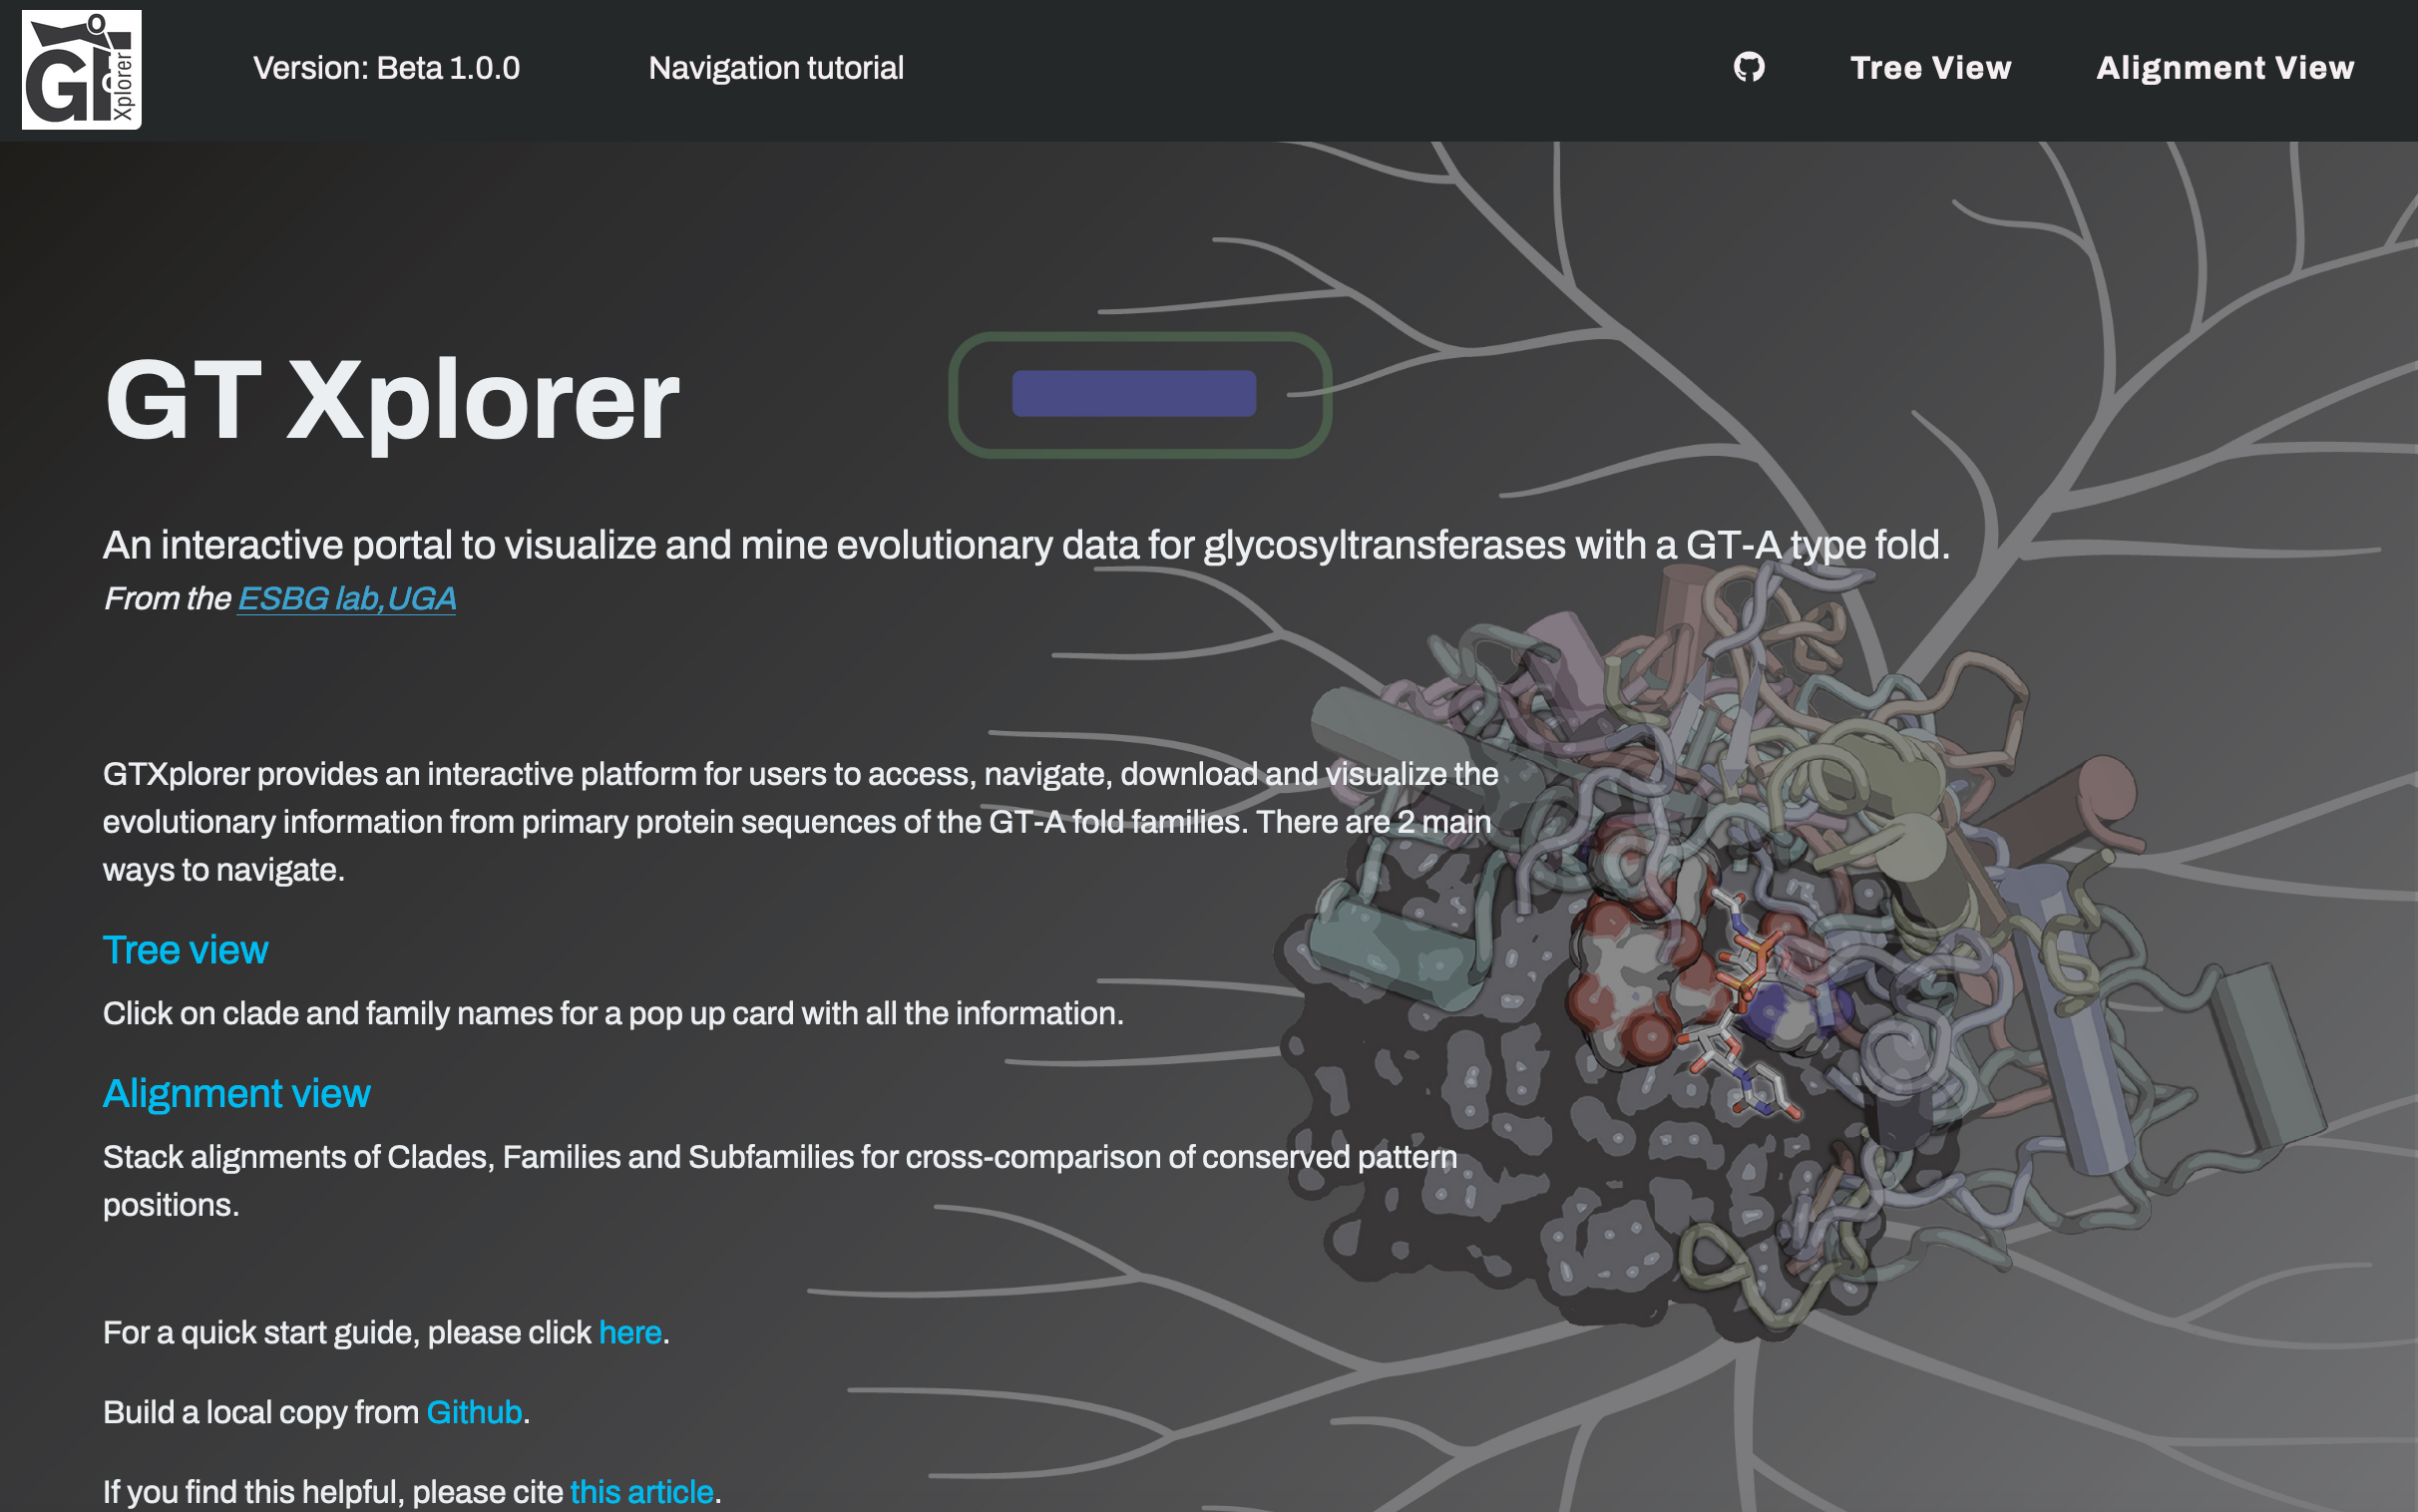 GT
Xplorer
Version: Beta 1.0.0
Navigation tutorial
Tree View
Alignment View
GT Xplorer
An interactive portal to visualize and mine evolutionary data for glycosyltransferases with a GT-A type fold.
From the ESBG lab,UGA
GTXplorer provides an interactive platform for users to access, navigate, download and visualize the
evolutionary information from primary protein sequences of the GT-A fold families. There are 2 main
ways to navigate.
Tree view
Click on clade and family names for a pop up card with all the information.
Alignment view
Stack alignments of Clades, Families and Subfamilies for cross-comparison of conserved pattern
positions.
For a quick start guide, please click here.
Build a local copy from Github.
If you find this helpful, please cite this article.